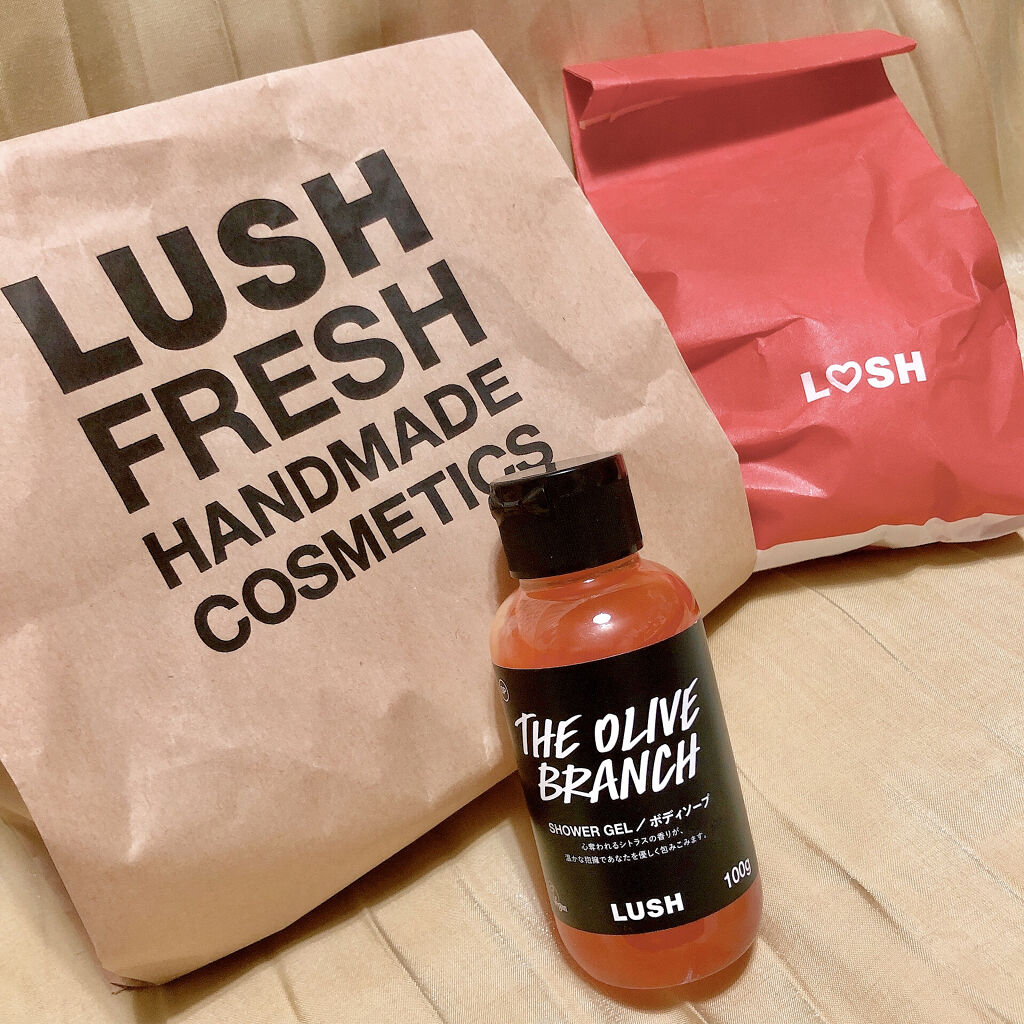 LUSH
FRESH
HANDMADE
COSMETICS
L♡SH
THE OLIVE
BRANCH
SHOWER GEL / ボディソープ
心奪われるシトラスの香りが、
温かな抱擁であなたを優しく包みこみます。
100g
LUSH